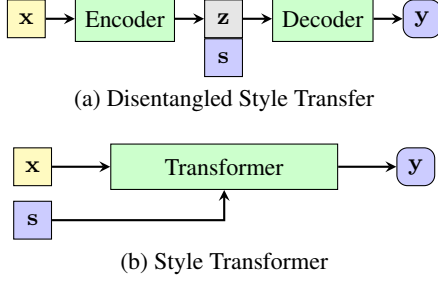 x Encoder z Decoder y
s
(a) Disentangled Style Transfer
x Transformer y
s
(b) Style Transformer